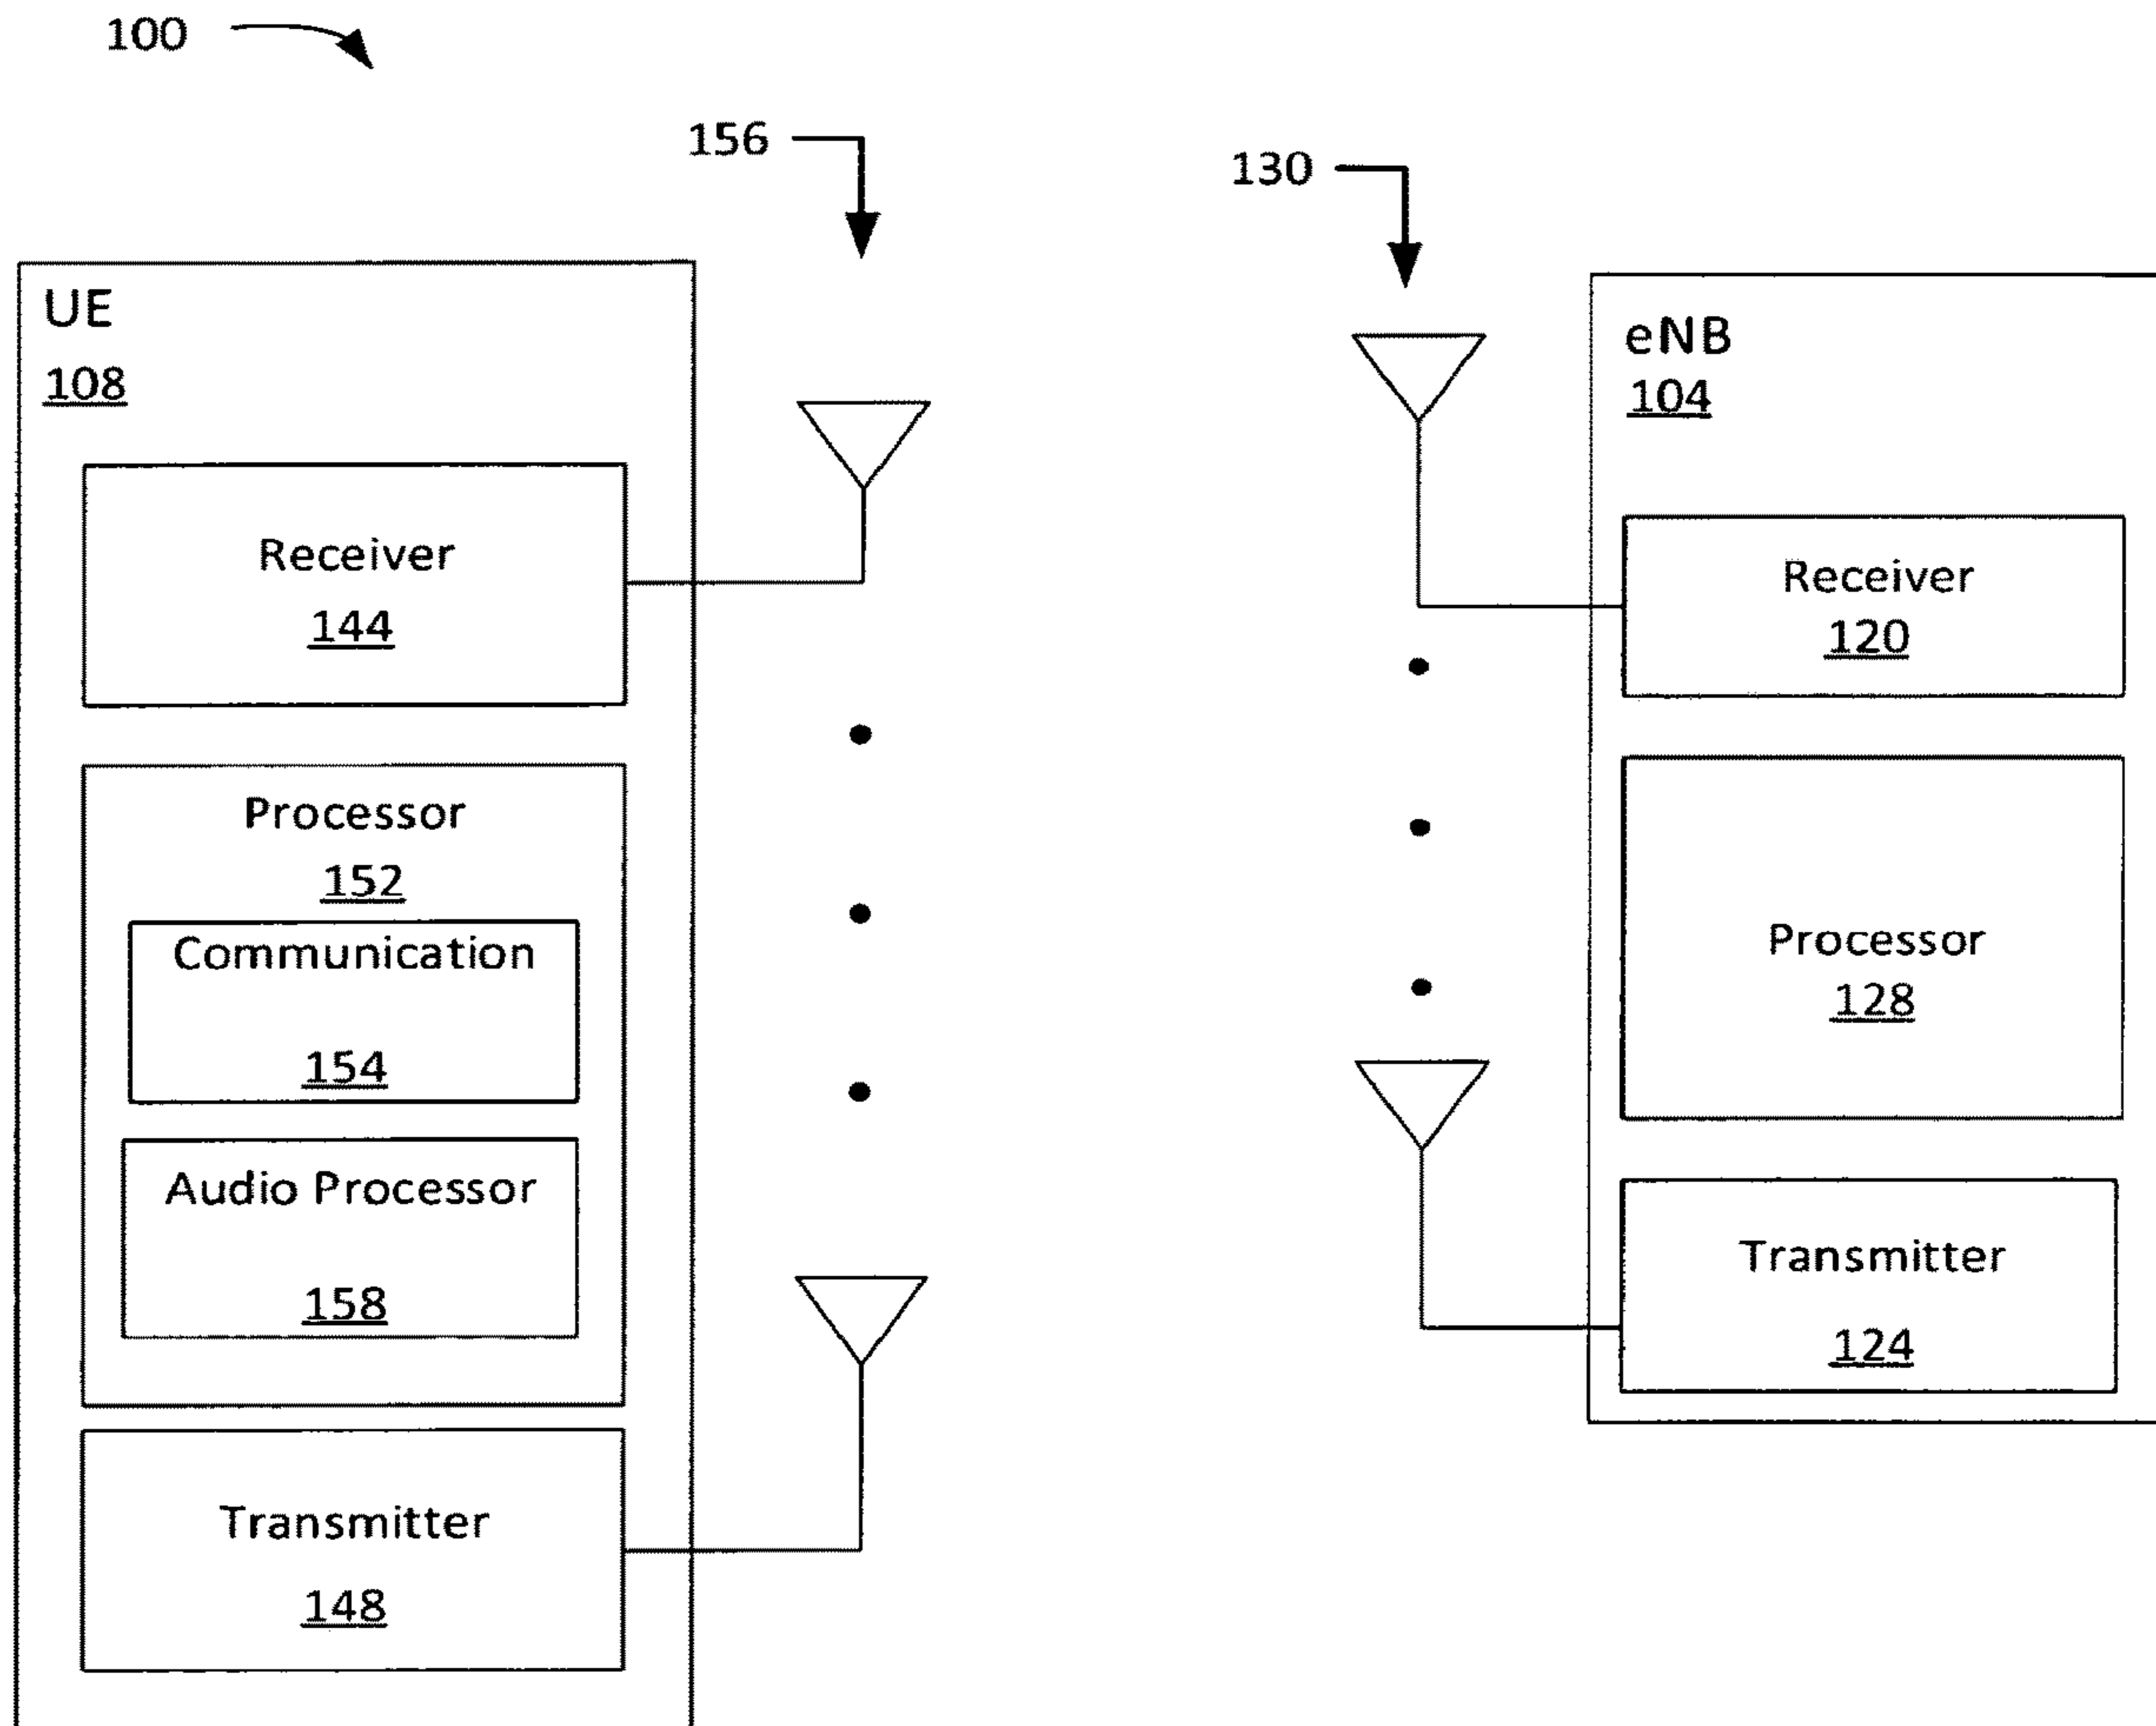 100
156
130
UE
108
Receiver
144
Processor
152
Communication
154
Audio Processor
158
Transmitter
148
eNB
104
Receiver
120
Processor
128
Transmitter
124